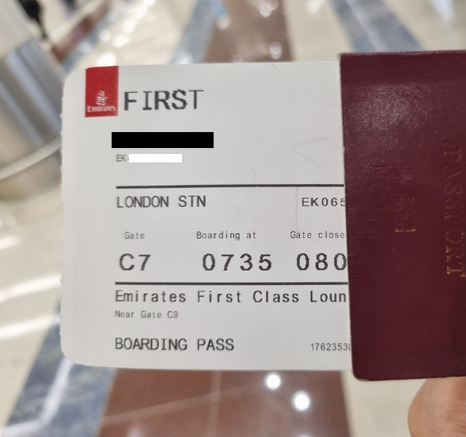 Emirates
FIRST
EK
LONDON STN EK065
Gate Boarding at Gate close
C7 0735 080
Emirates First Class Loun
Near Gate C9
BOARDING PASS 1762353
PASSPORT